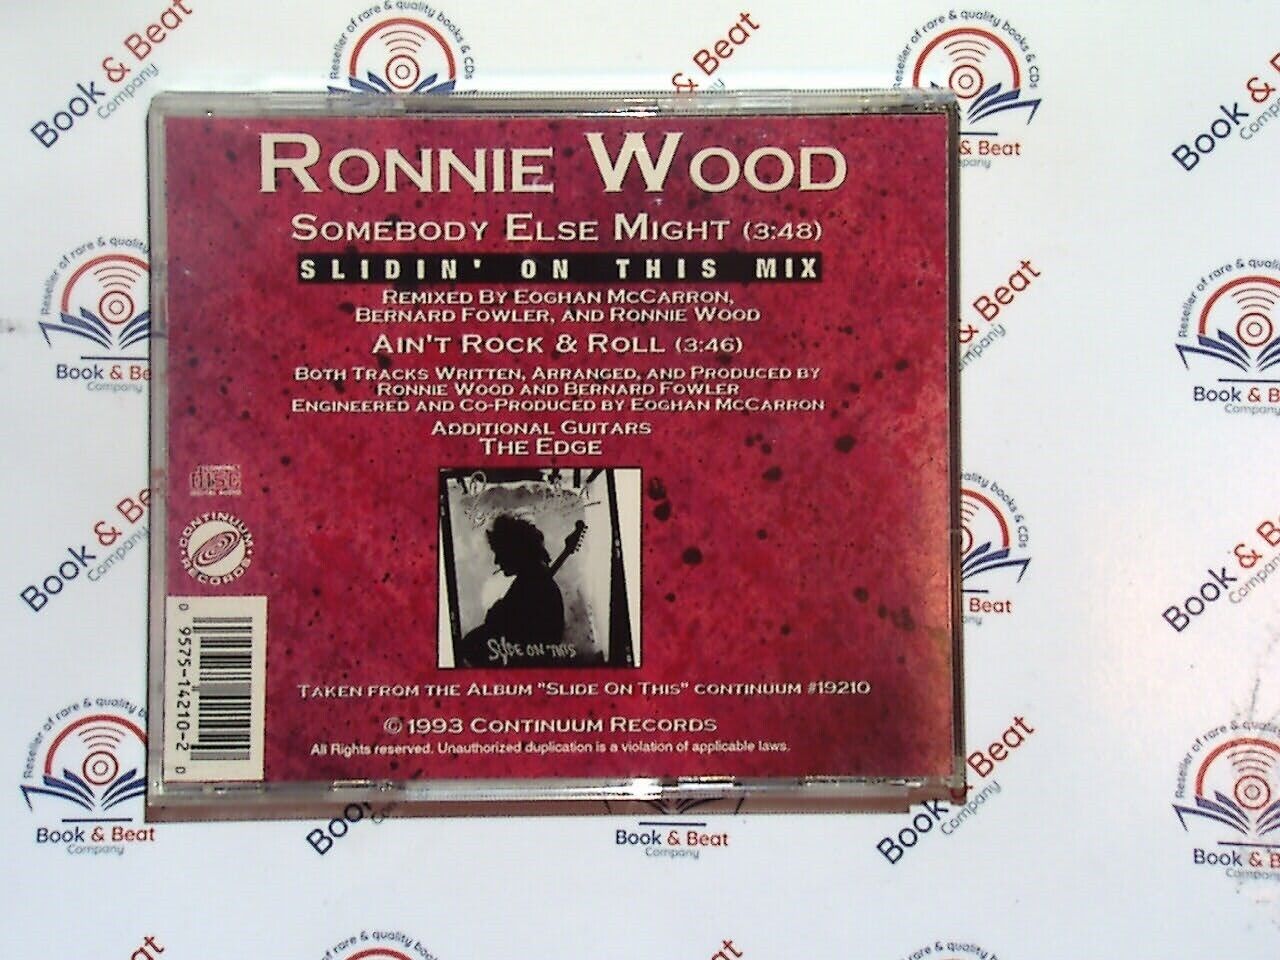 RONNIE WOOD
SOMEBODY ELSE MIGHT (3:48)
SLIDIN' ON THIS MIX
REMIXED BY EOGHAN MCCARRON,
BERNARD FOWLER, AND RONNIE WOOD
AIN'T ROCK & ROLL (3:46)
BOTH TRACKS WRITTEN, ARRANGED, AND PRODUCED BY
RONNIE WOOD AND BERNARD FOWLER
ENGINEERED AND CO-PRODUCED BY EOGHAN MCCARRON
ADDITIONAL GUITARS
THE EDGE
COMPACT
DISC
DIGITAL AUDIO
CONTINUUM RECORDS
SLIDE ON THIS
0 9575-14210-2 0
TAKEN FROM THE ALBUM "SLIDE ON THIS" CONTINUUM #19210
© 1993 CONTINUUM RECORDS
All Rights reserved. Unauthorized duplication is a violation of applicable laws.
Reseller of rare & quality books & CDs
Book & Beat
Company